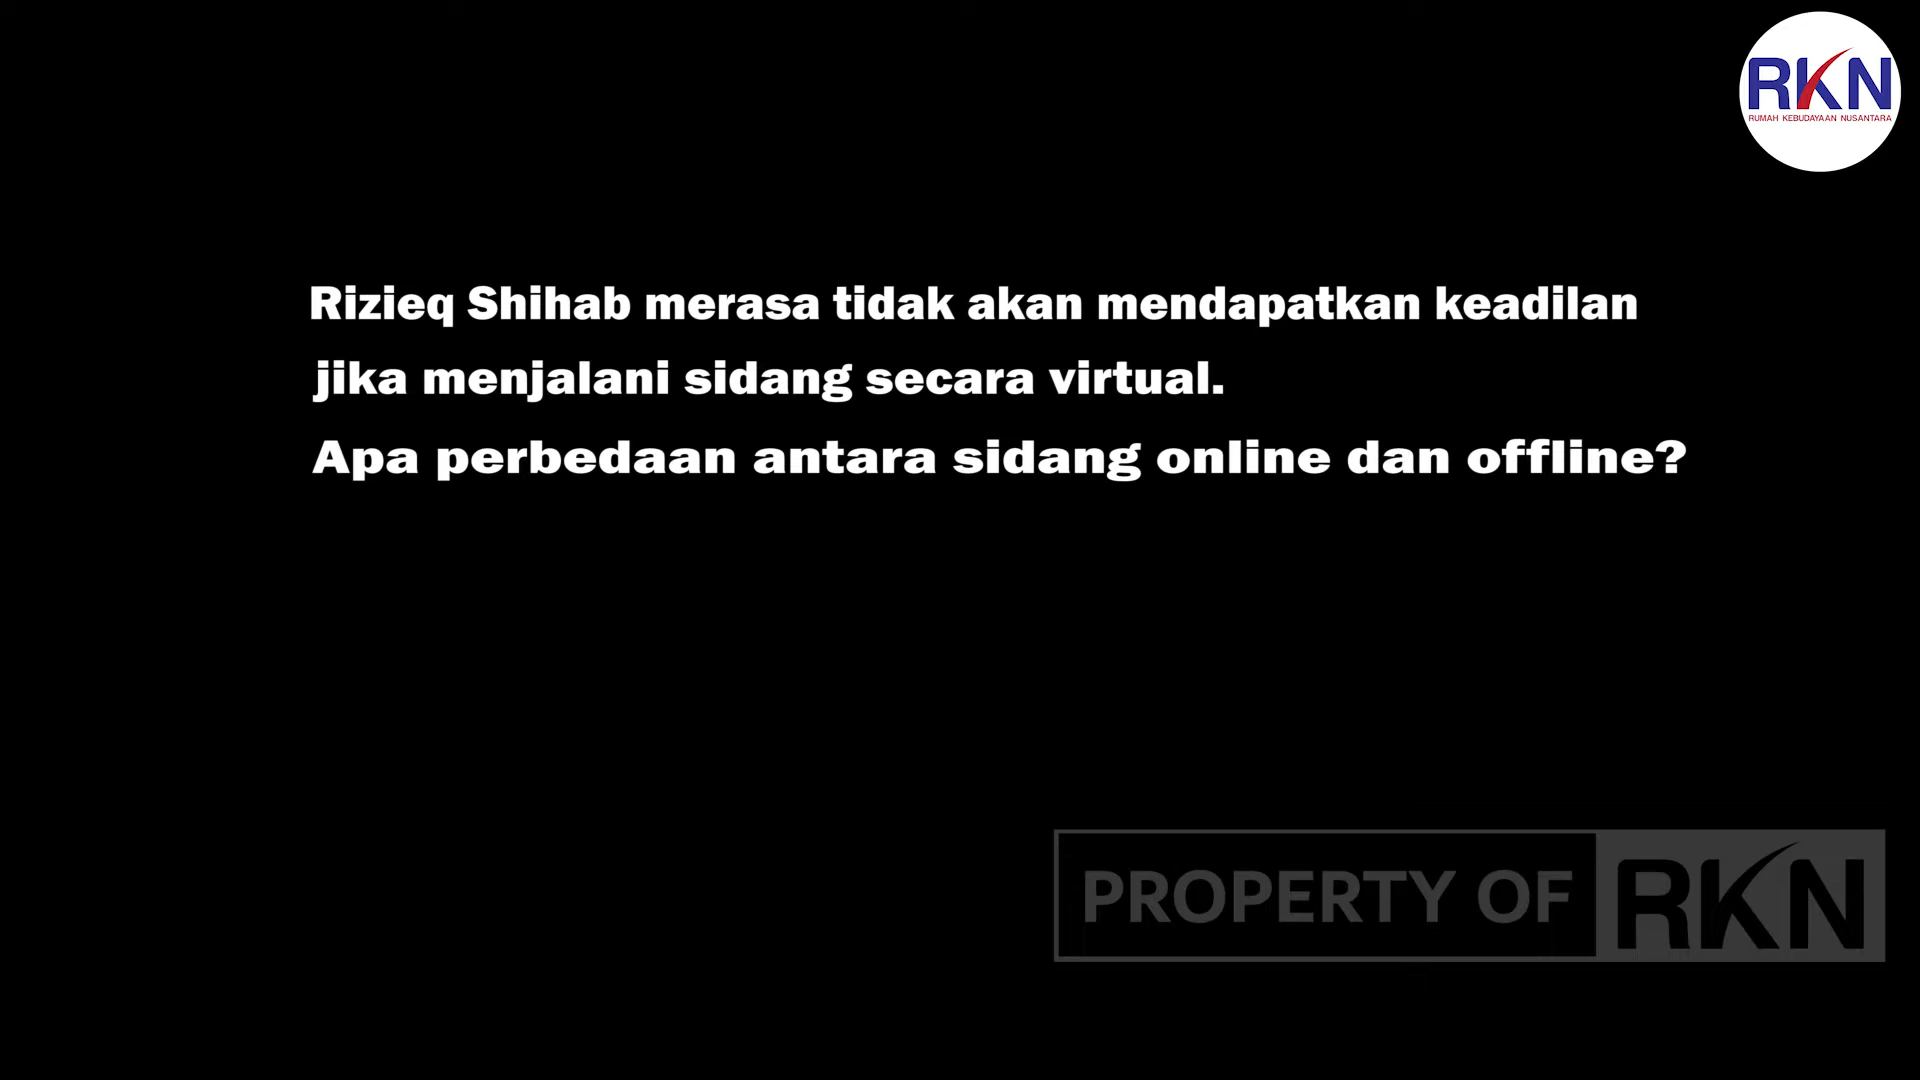 RKN
RUMAH KEBUDAYAAN NUSANTARA
Rizieq Shihab merasa tidak akan mendapatkan keadilan
jika menjalani sidang secara virtual.
Apa perbedaan antara sidang online dan offline?
PROPERTY OF RKN